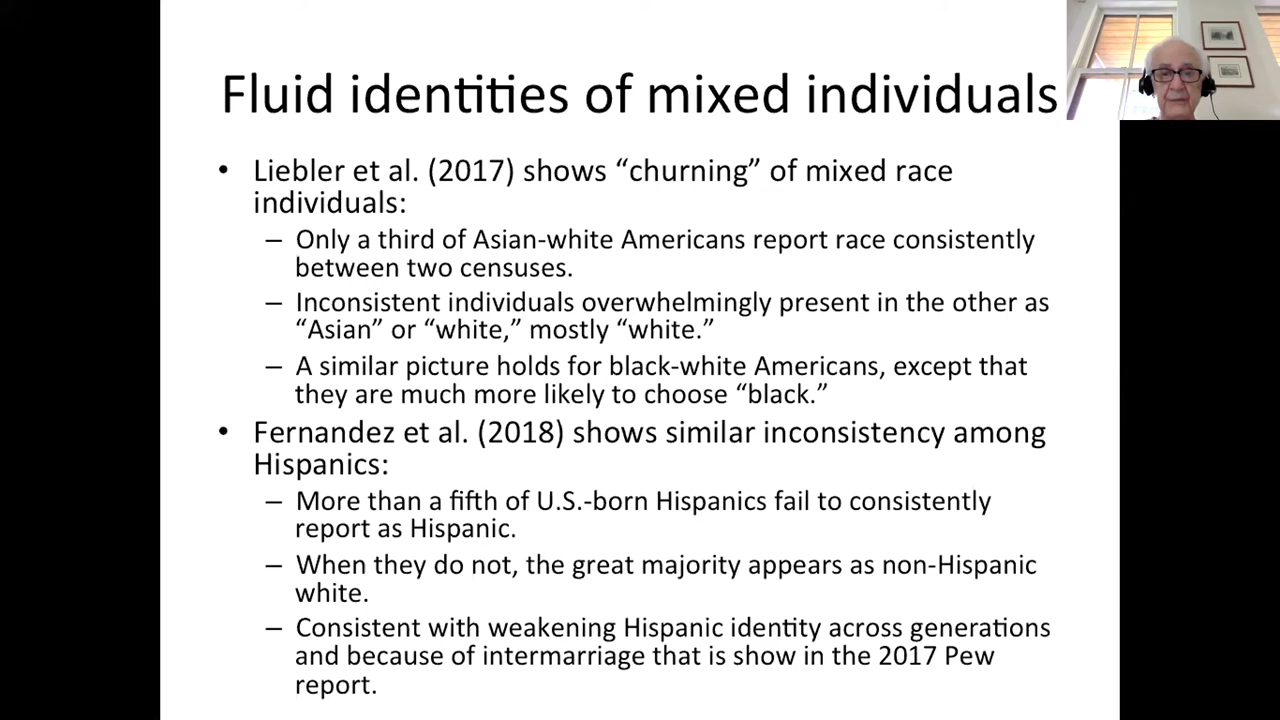 Fluid identities of mixed individuals
• Liebler et al. (2017) shows “churning” of mixed race
individuals:
– Only a third of Asian-white Americans report race consistently
between two censuses.
– Inconsistent individuals overwhelmingly present in the other as
“Asian” or “white,” mostly “white.”
– A similar picture holds for black-white Americans, except that
they are much more likely to choose “black.”
• Fernandez et al. (2018) shows similar inconsistency among
Hispanics:
– More than a fifth of U.S.-born Hispanics fail to consistently
report as Hispanic.
– When they do not, the great majority appears as non-Hispanic
white.
– Consistent with weakening Hispanic identity across generations
and because of intermarriage that is show in the 2017 Pew
report.